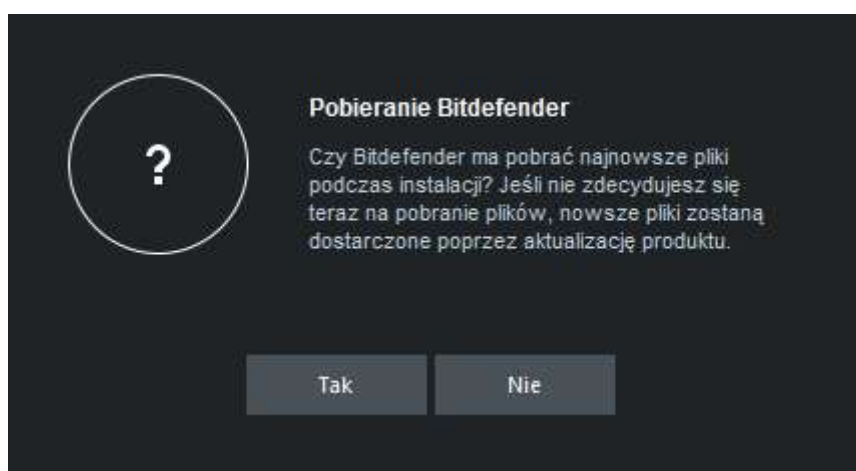 ?
Pobieranie Bitdefender
Czy Bitdefender ma pobrać najnowsze pliki
podczas instalacji? Jeśli nie zdecydujesz się
teraz na pobranie plików, nowsze pliki zostaną
dostarczone poprzez aktualizację produktu.
Tak Nie